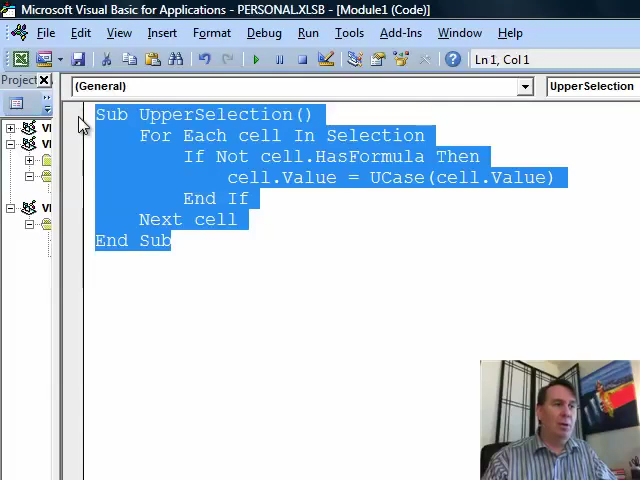 Microsoft Visual Basic for Applications - PERSONAL.XLSB - [Module1 (Code)]
File Edit View Insert Format Debug Run Tools Add-Ins Window Help
Ln 1, Col 1
Project
(General)
UpperSelection
Sub UpperSelection()
For Each cell In Selection
If Not cell.HasFormula Then
cell.Value = UCase(cell.Value)
End If
Next cell
End Sub